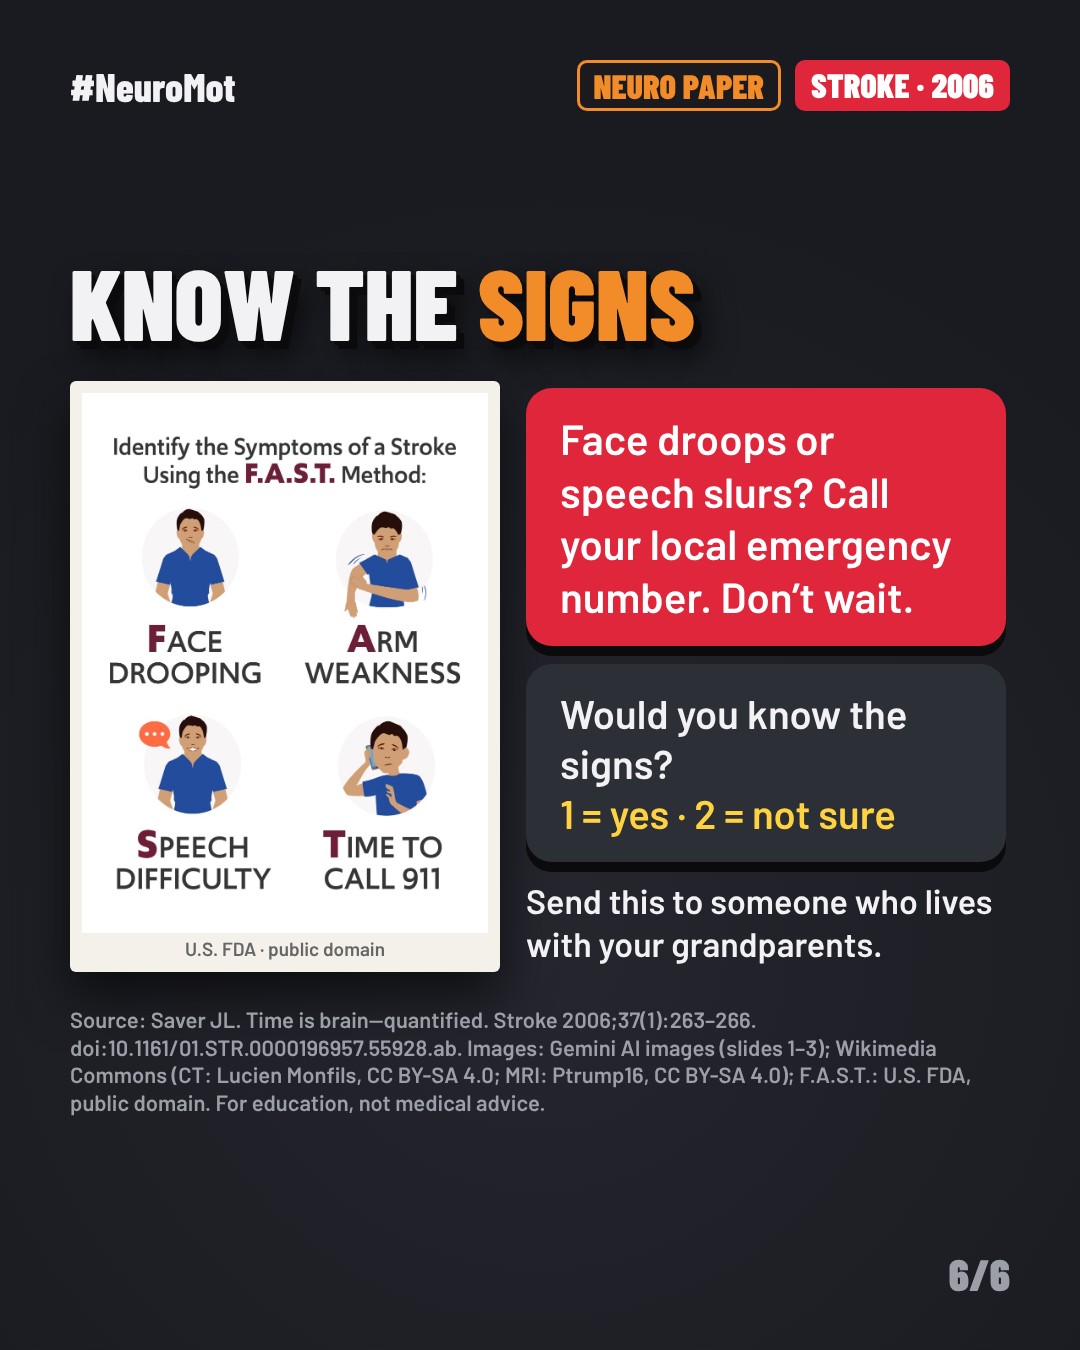 #NeuroMot
NEURO PAPER
STROKE · 2006
KNOW THE SIGNS
Identify the Symptoms of a Stroke
Using the F.A.S.T. Method:
FACE
DROOPING
ARM
WEAKNESS
SPEECH
DIFFICULTY
TIME TO
CALL 911
U.S. FDA · public domain
Face droops or
speech slurs? Call
your local emergency
number. Don’t wait.
Would you know the
signs?
1 = yes · 2 = not sure
Send this to someone who lives
with your grandparents.
Source: Saver JL. Time is brain—quantified. Stroke 2006;37(1):263–266.
doi:10.1161/01.STR.0000196957.55928.ab. Images: Gemini AI images (slides 1–3); Wikimedia
Commons (CT: Lucien Monfils, CC BY-SA 4.0; MRI: Ptrump16, CC BY-SA 4.0); F.A.S.T.: U.S. FDA,
public domain. For education, not medical advice.
6/6